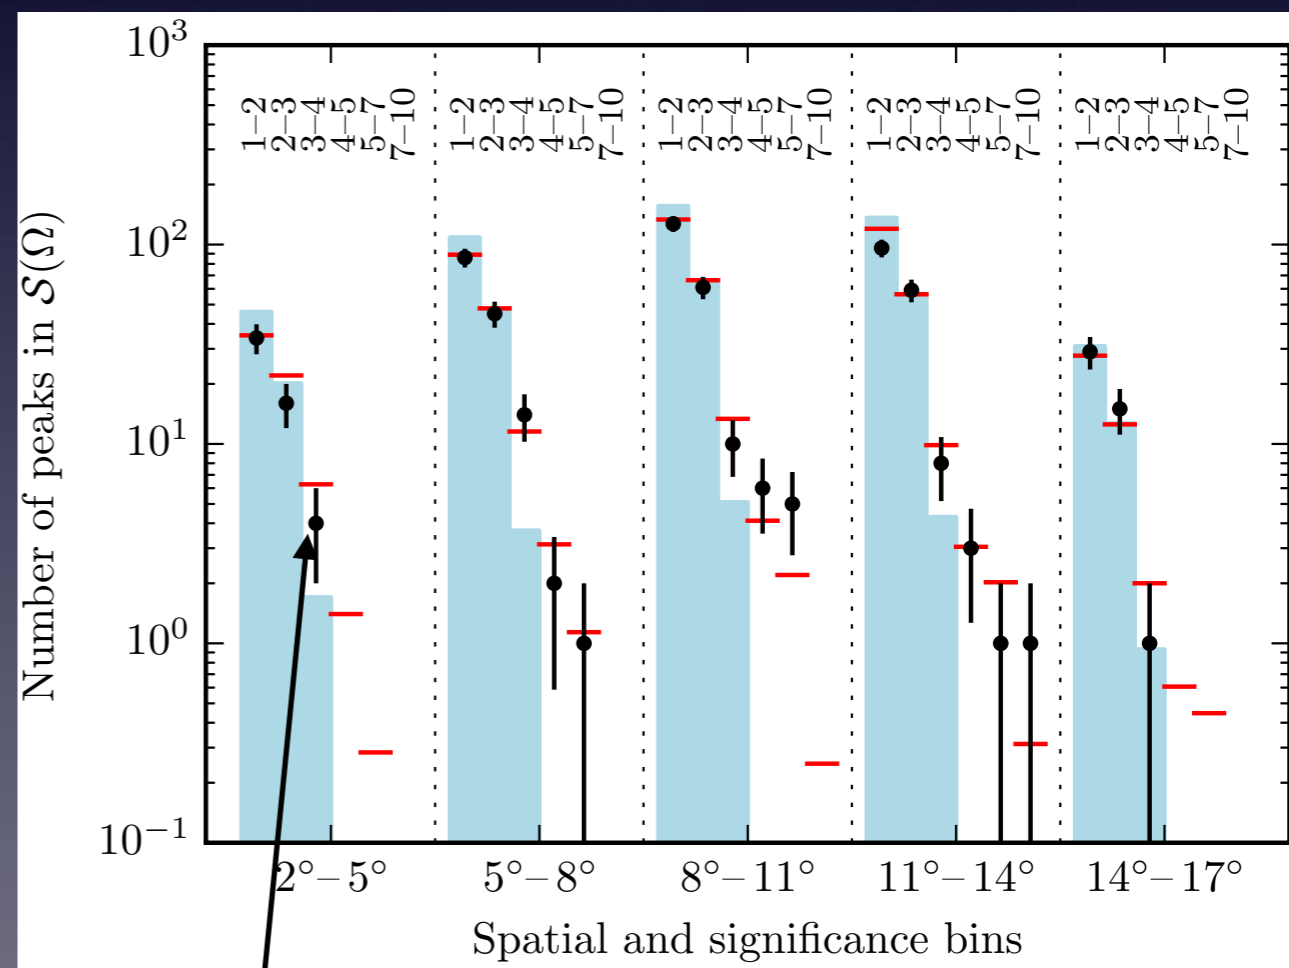 Number of peaks in 𝒮(Ω)
10³
10²
10¹
10⁰
10⁻¹
1–2 2–3 3–4 4–5 5–7 7–10
1–2 2–3 3–4 4–5 5–7 7–10
1–2 2–3 3–4 4–5 5–7 7–10
1–2 2–3 3–4 4–5 5–7 7–10
1–2 2–3 3–4 4–5 5–7 7–10
2°–5° 5°–8° 8°–11° 11°–14° 14°–17°
Spatial and significance bins